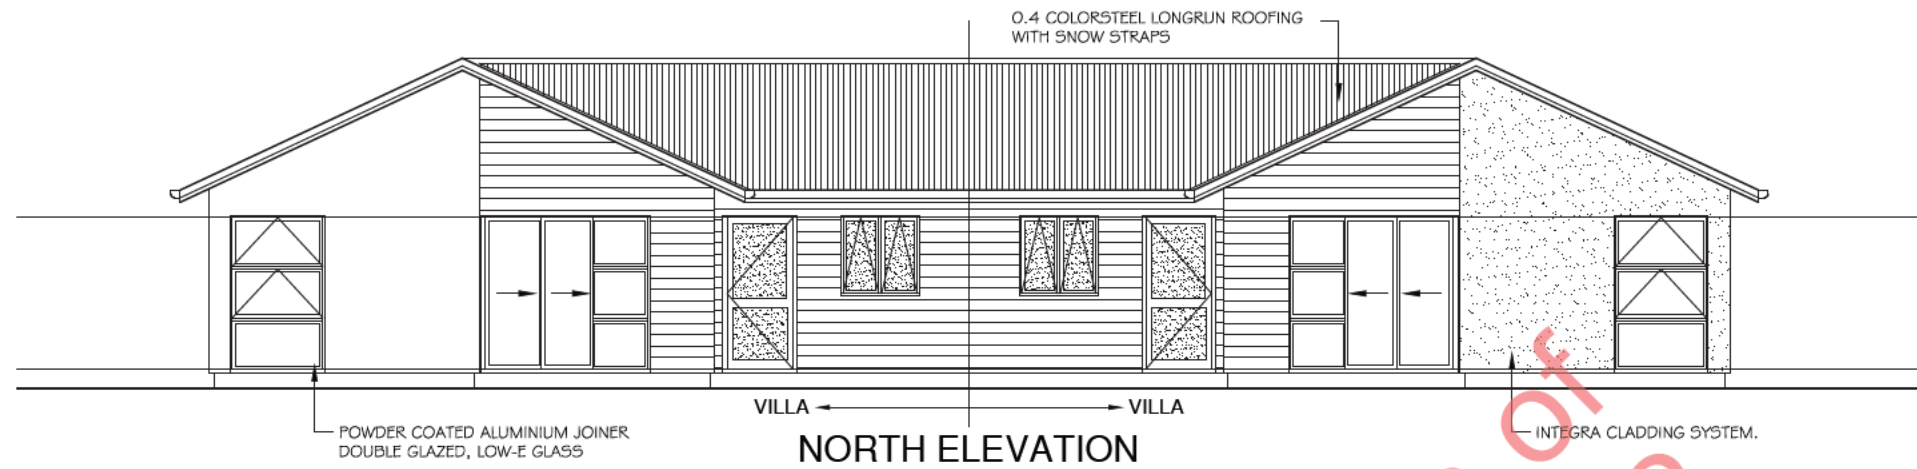 0.4 COLORSTEEL LONGRUN ROOFING
WITH SNOW STRAPS
VILLA
VILLA
POWDER COATED ALUMINIUM JOINER
DOUBLE GLAZED, LOW-E GLASS
NORTH ELEVATION
INTEGRA CLADDING SYSTEM.
of